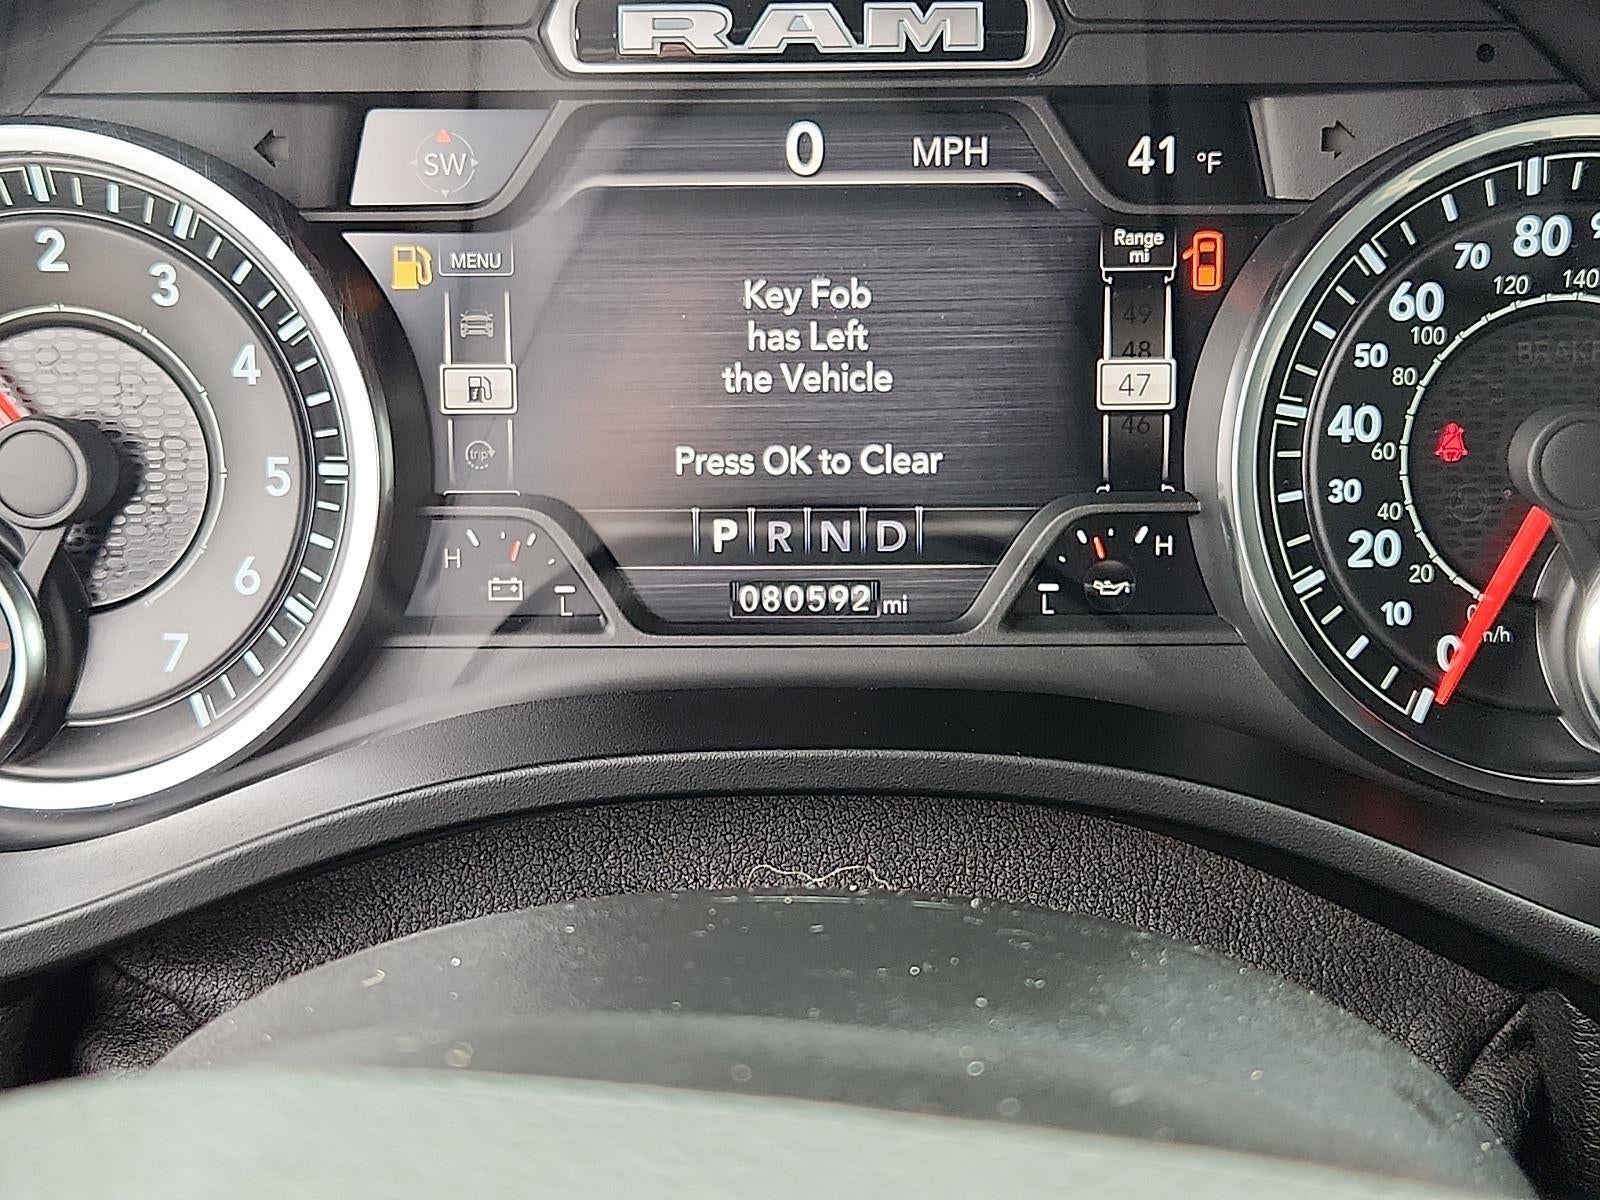 RAM
SW
0 MPH
41 °F
MENU
Range
mi
Key Fob
has Left
the Vehicle
Press OK to Clear
49
48
47
46
trip
P R N D
080592 mi
H
L
H
L
2
3
4
5
6
7
80
70
60
50
40
30
20
10
0
140
120
100
80
60
40
20
BRAKE